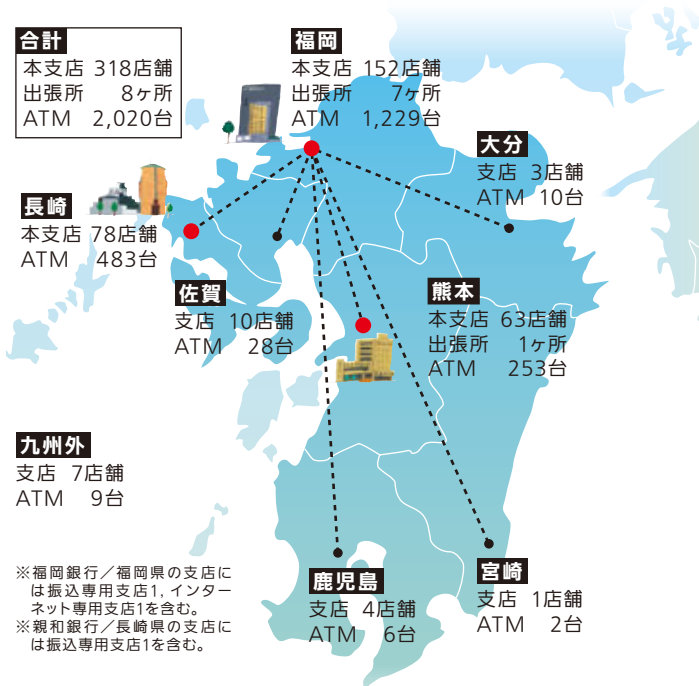 合計
本支店 318店舗
出張所 8ヶ所
ATM 2,020台
福岡
本支店 152店舗
出張所 7ヶ所
ATM 1,229台
大分
支店 3店舗
ATM 10台
長崎
本支店 78店舗
ATM 483台
佐賀
支店 10店舗
ATM 28台
熊本
本支店 63店舗
出張所 1ヶ所
ATM 253台
九州外
支店 7店舗
ATM 9台
鹿児島
支店 4店舗
ATM 6台
宮崎
支店 1店舗
ATM 2台
※福岡銀行／福岡県の支店に
は振込専用支店1，インター
ネット専用支店1を含む。
※親和銀行／長崎県の支店に
は振込専用支店1を含む。